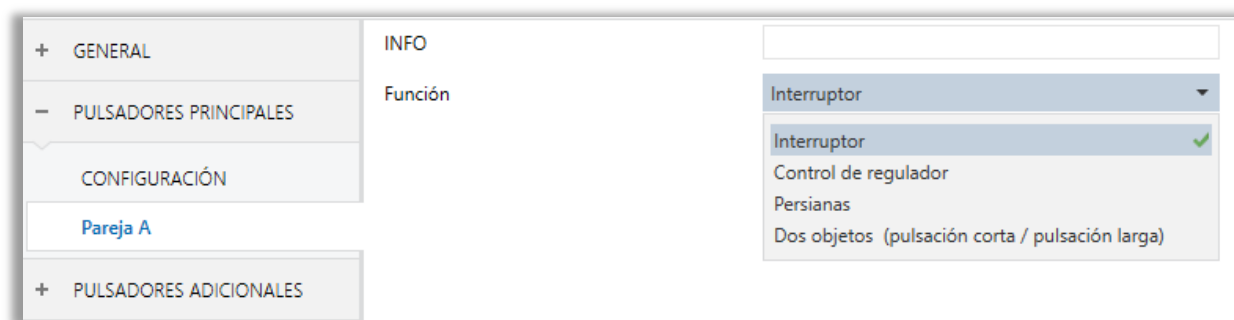 + GENERAL
− PULSADORES PRINCIPALES
CONFIGURACIÓN
Pareja A
+ PULSADORES ADICIONALES
INFO
Función
Interruptor
Interruptor
Control de regulador
Persianas
Dos objetos (pulsación corta / pulsación larga)